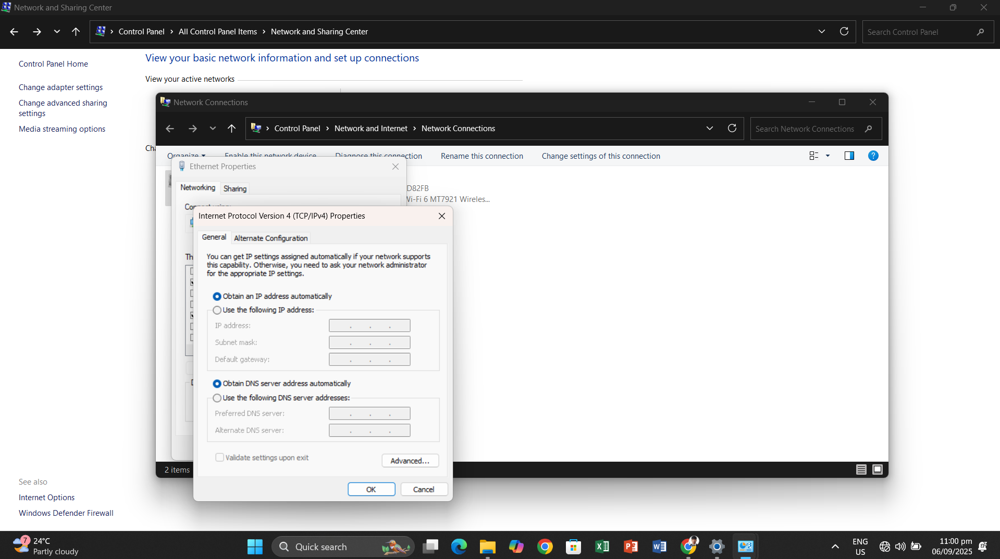 Network and Sharing Center
Control Panel
All Control Panel Items
Network and Sharing Center
Search Control Panel
Control Panel Home
Change adapter settings
Change advanced sharing
settings
Media streaming options
View your basic network information and set up connections
View your active networks
Network Connections
Control Panel
Network and Internet
Network Connections
Search Network Connections
Organize
Enable this network device
Diagnose this connection
Rename this connection
Change settings of this connection
Ethernet Properties
Networking
Sharing
D82FB
Wi-Fi 6 MT7921 Wireles...
Connect using:
Internet Protocol Version 4 (TCP/IPv4) Properties
General
Alternate Configuration
You can get IP settings assigned automatically if your network supports
this capability. Otherwise, you need to ask your network administrator
for the appropriate IP settings.
Obtain an IP address automatically
Use the following IP address:
IP address:
Subnet mask:
Default gateway:
Obtain DNS server address automatically
Use the following DNS server addresses:
Preferred DNS server:
Alternate DNS server:
Validate settings upon exit
Advanced...
OK
Cancel
2 items
See also
Internet Options
Windows Defender Firewall
7
24°C
Partly cloudy
Quick search
ENG
US
11:00 pm
06/09/2025